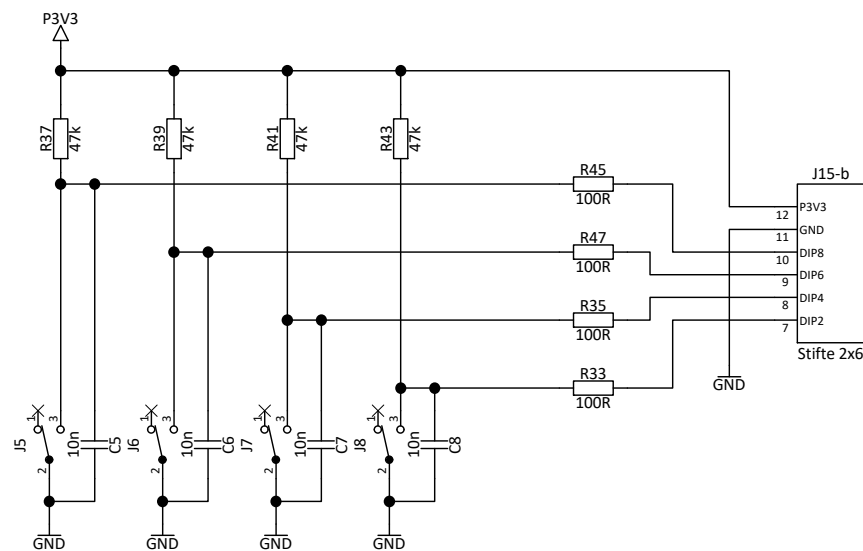 P3V3
R37
47k
R39
47k
R41
47k
R43
47k
R45
100R
R47
100R
R35
100R
R33
100R
J15-b
P3V3
12
GND
11
DIP8
10
DIP6
9
DIP4
8
DIP2
7
Stifte 2x6
GND
J5
1
3
2
10n
C5
J6
1
3
2
10n
C6
J7
1
3
2
10n
C7
J8
1
3
2
10n
C8
GND
GND
GND
GND